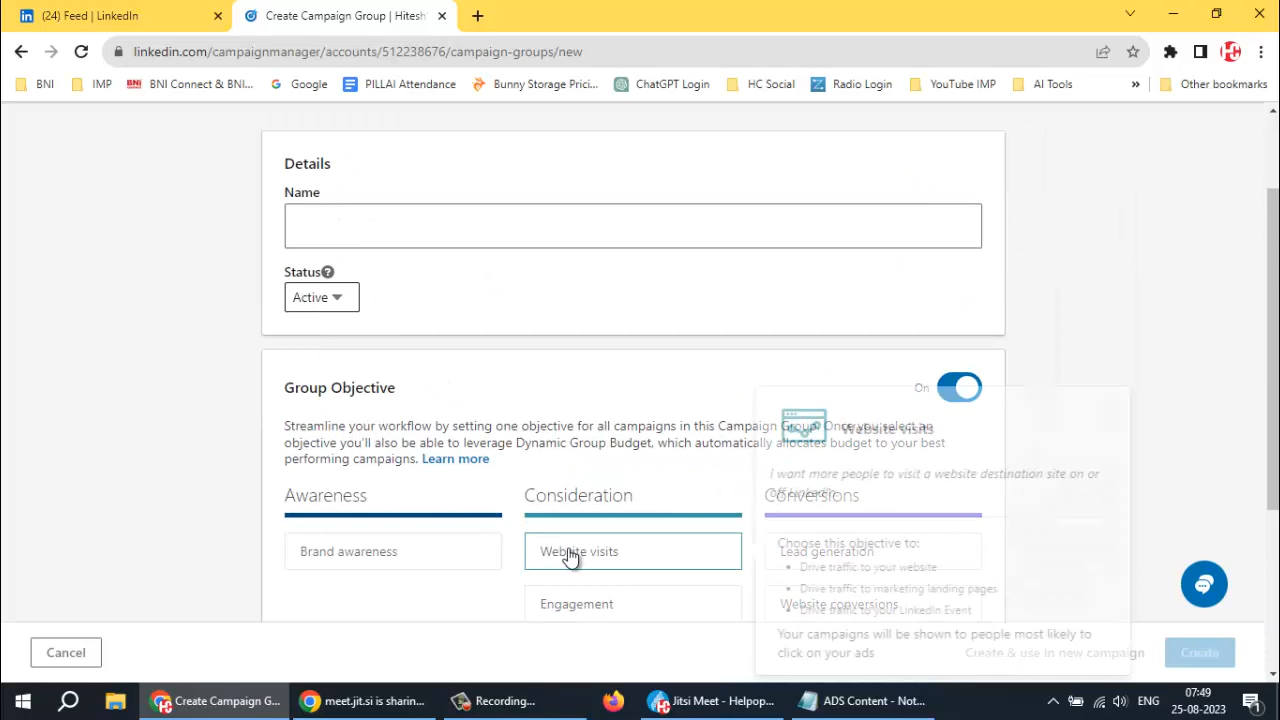 (24) Feed | LinkedIn
Create Campaign Group | Hitesh
linkedin.com/campaignmanager/accounts/512238676/campaign-groups/new
BNI
IMP
BNI Connect & BNI...
Google
PILLAI Attendance
Bunny Storage Pricin...
ChatGPT Login
HC Social
Radio Login
YouTube IMP
AI Tools
»
Other bookmarks
Details
Name
Status
Active
Group Objective
On
Streamline your workflow by setting one objective for all campaigns in this Campaign Group. Once you select an
objective you'll also be able to leverage Dynamic Group Budget, which automatically allocates budget to your best
performing campaigns. Learn more
Website visits
I want more people to visit a website destination site on or
off LinkedIn.
Choose this objective to:
Drive traffic to your website
Drive traffic to marketing landing pages
Drive traffic to your LinkedIn Event
Your campaigns will be shown to people most likely to
click on your ads
Awareness
Consideration
Conversions
Brand awareness
Website visits
Lead generation
Engagement
Website conversions
Cancel
Create & use in new campaign
Create
Create Campaign G...
meet.jit.si is sharin...
Recording...
Jitsi Meet - Helpop...
ADS Content - Not...
ENG
07:49
25-08-2023
1